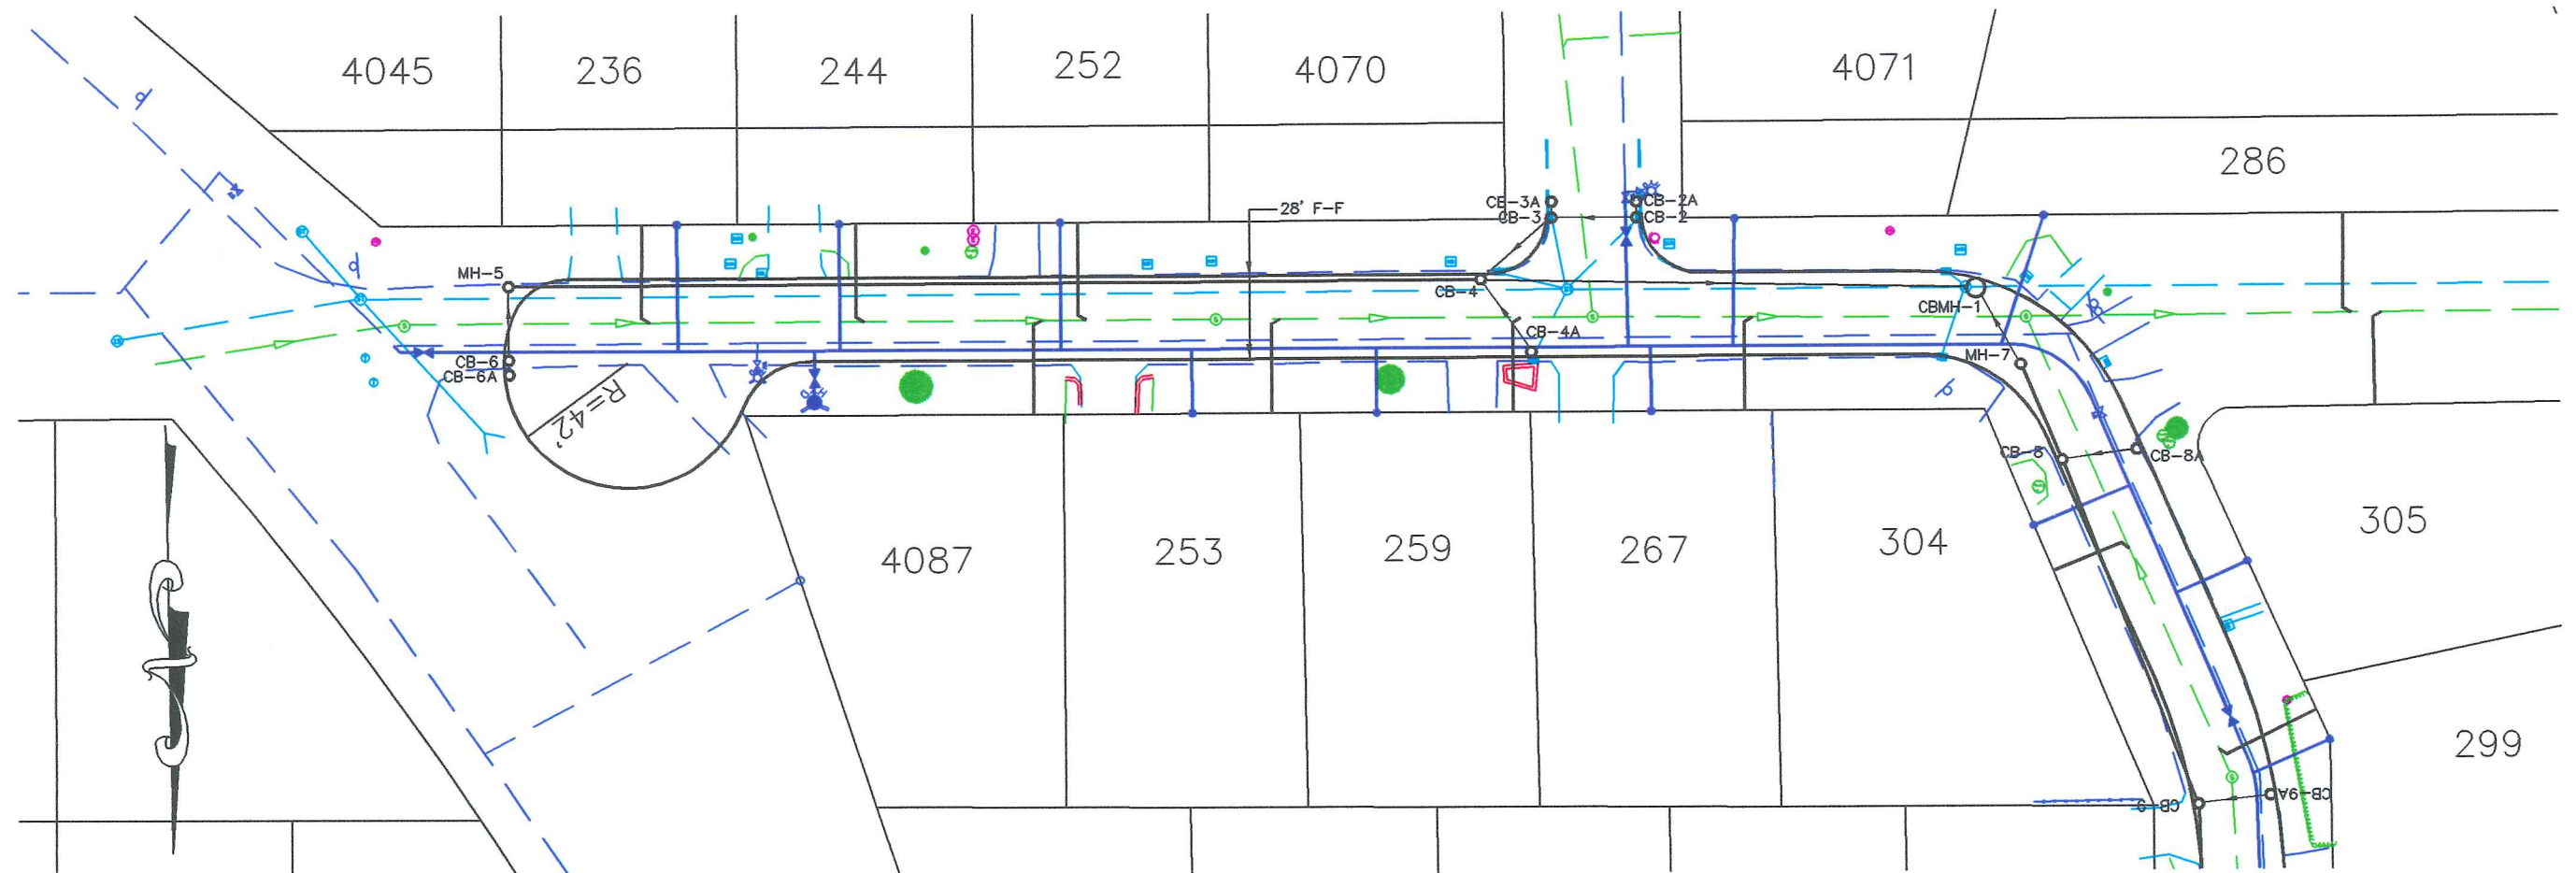 4045
236
244
252
4070
4071
286
28' F-F
CB-3A
CB-3
CB-2A
CB-2
MH-5
CB-4
CBMH-1
CB-4A
MH-7
CB-6
CB-6A
R=42'
CB-8
CB-8A
4087
253
259
267
304
305
299
CB-9
CB-9A